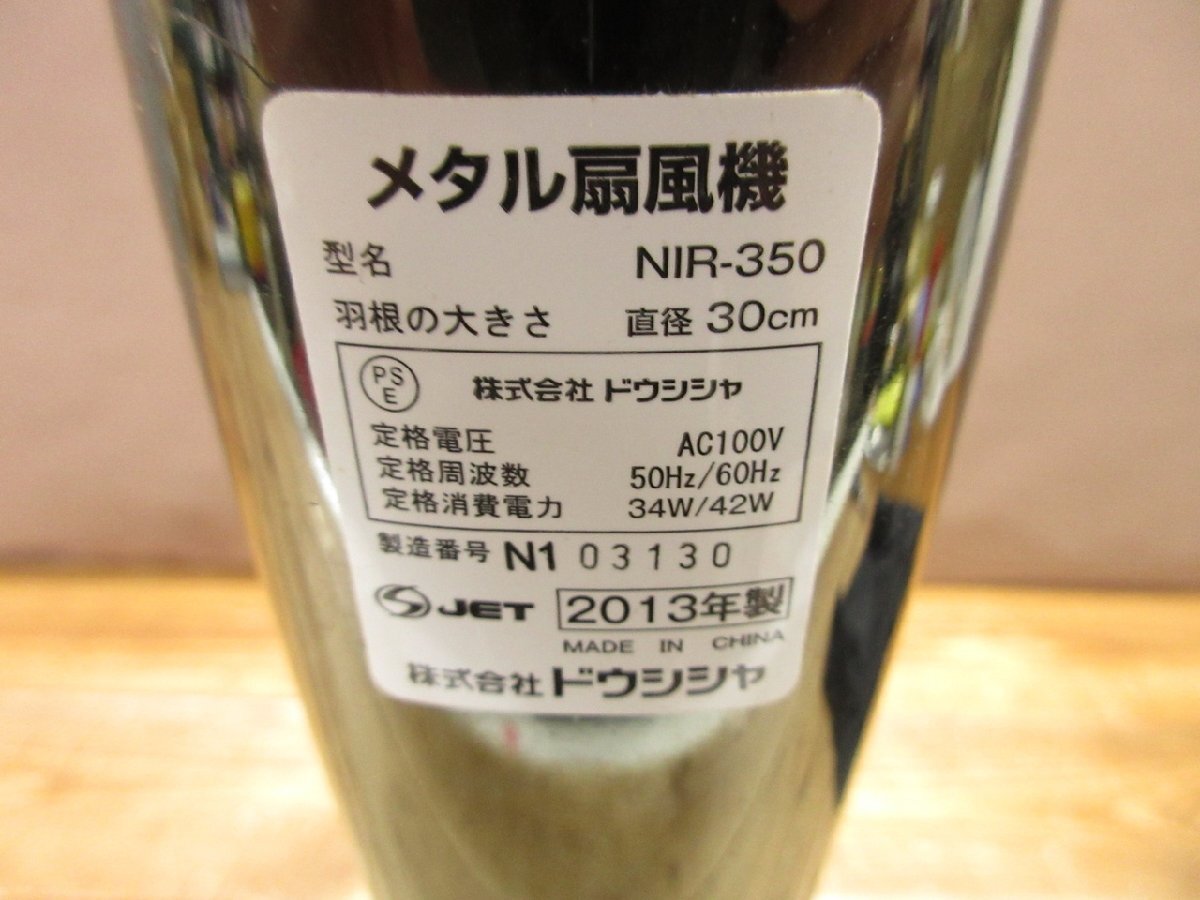 メタル扇風機
型名 NIR-350
羽根の大きさ 直径 30cm
PSE 株式会社 ドウシシャ
定格電圧 AC100V
定格周波数 50Hz/60Hz
定格消費電力 34W/42W
製造番号 N1 03130
S JET 2013年製
MADE IN CHINA
株式会社ドウシシャ